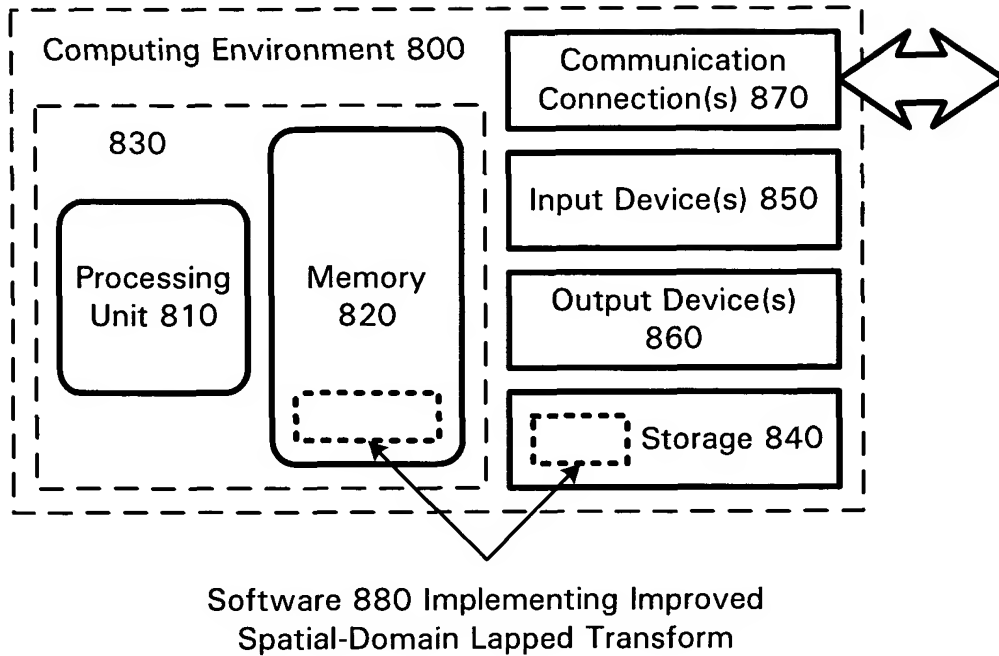 Computing Environment 800
Communication
Connection(s) 870
830
Processing
Unit 810
Memory
820
Input Device(s) 850
Output Device(s)
860
Storage 840
Software 880 Implementing Improved
Spatial-Domain Lapped Transform